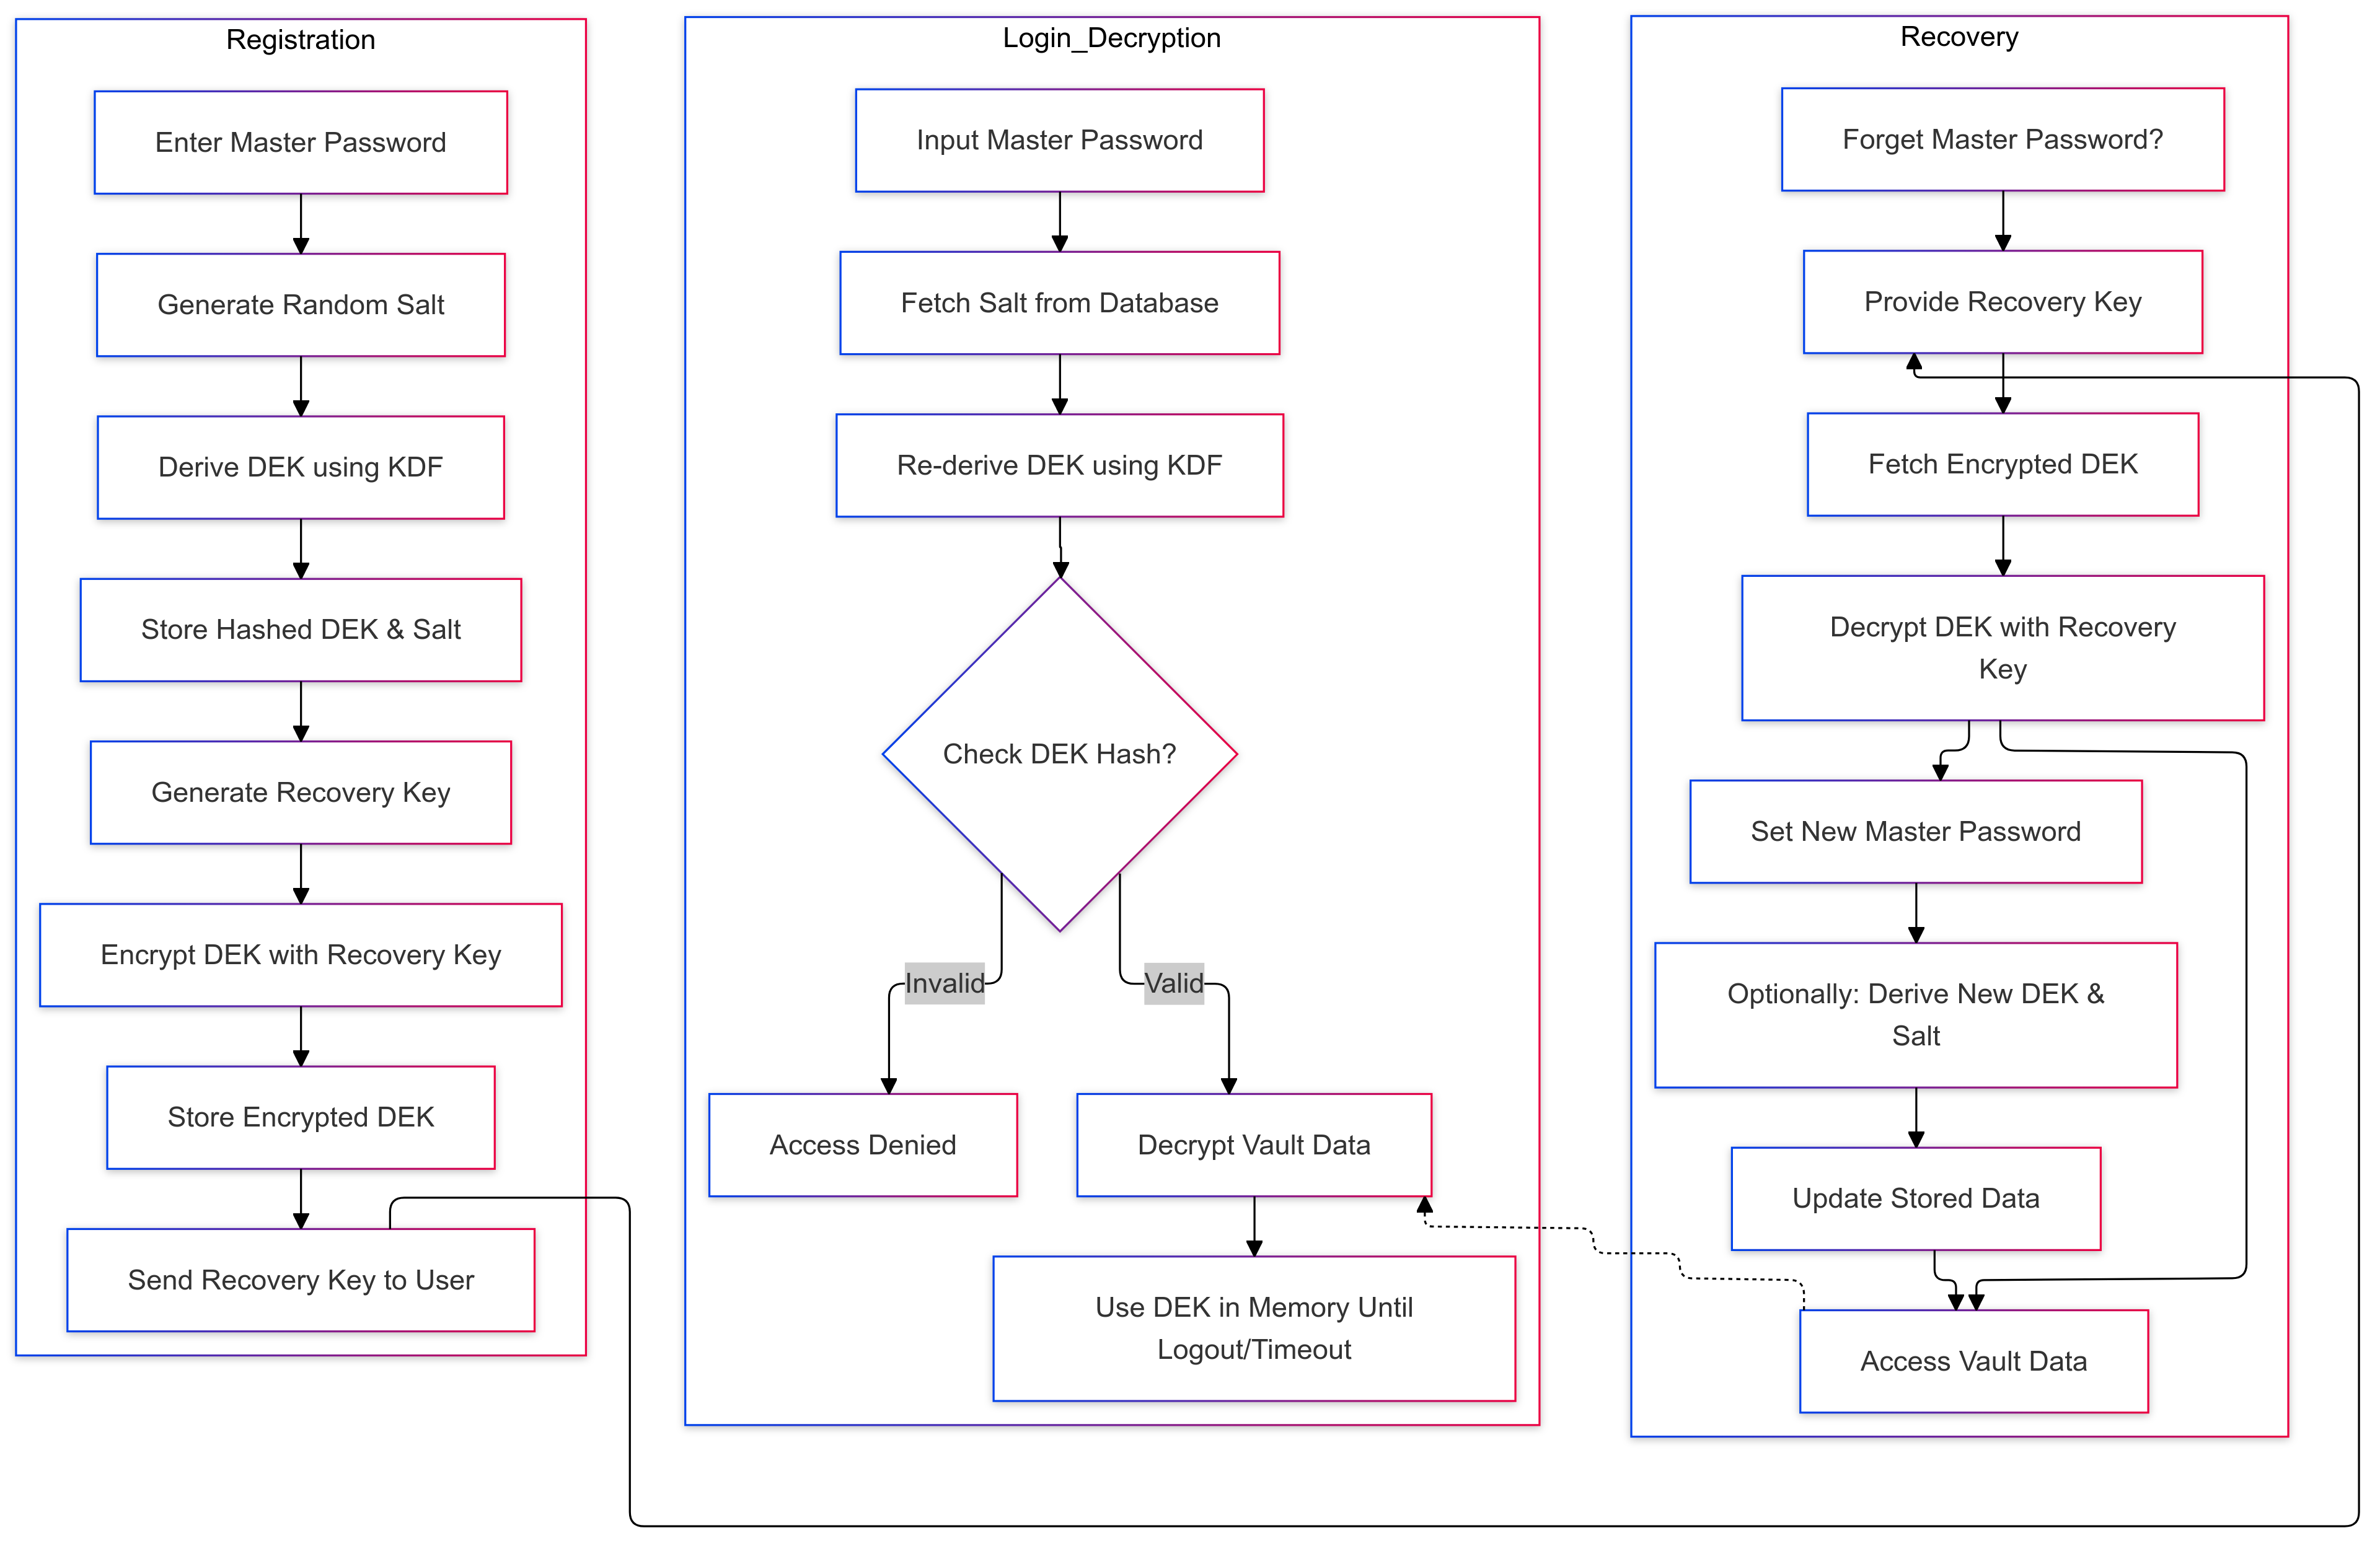 Registration
Enter Master Password
Generate Random Salt
Derive DEK using KDF
Store Hashed DEK & Salt
Generate Recovery Key
Encrypt DEK with Recovery Key
Store Encrypted DEK
Send Recovery Key to User
Login_Decryption
Input Master Password
Fetch Salt from Database
Re-derive DEK using KDF
Check DEK Hash?
Invalid
Valid
Access Denied
Decrypt Vault Data
Use DEK in Memory Until
Logout/Timeout
Recovery
Forget Master Password?
Provide Recovery Key
Fetch Encrypted DEK
Decrypt DEK with Recovery
Key
Set New Master Password
Optionally: Derive New DEK &
Salt
Update Stored Data
Access Vault Data